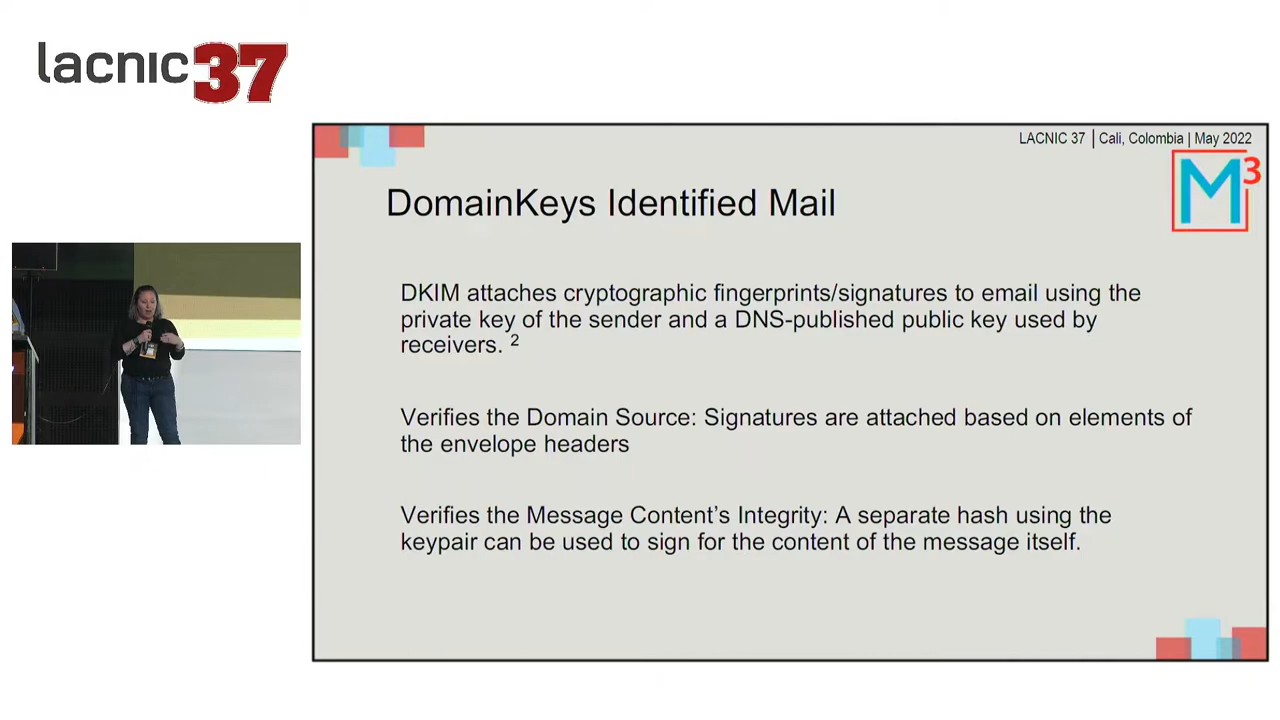 lacnic 37
LACNIC 37 | Cali, Colombia | May 2022
M3
DomainKeys Identified Mail
DKIM attaches cryptographic fingerprints/signatures to email using the
private key of the sender and a DNS-published public key used by
receivers. 2
Verifies the Domain Source: Signatures are attached based on elements of
the envelope headers
Verifies the Message Content’s Integrity: A separate hash using the
keypair can be used to sign for the content of the message itself.